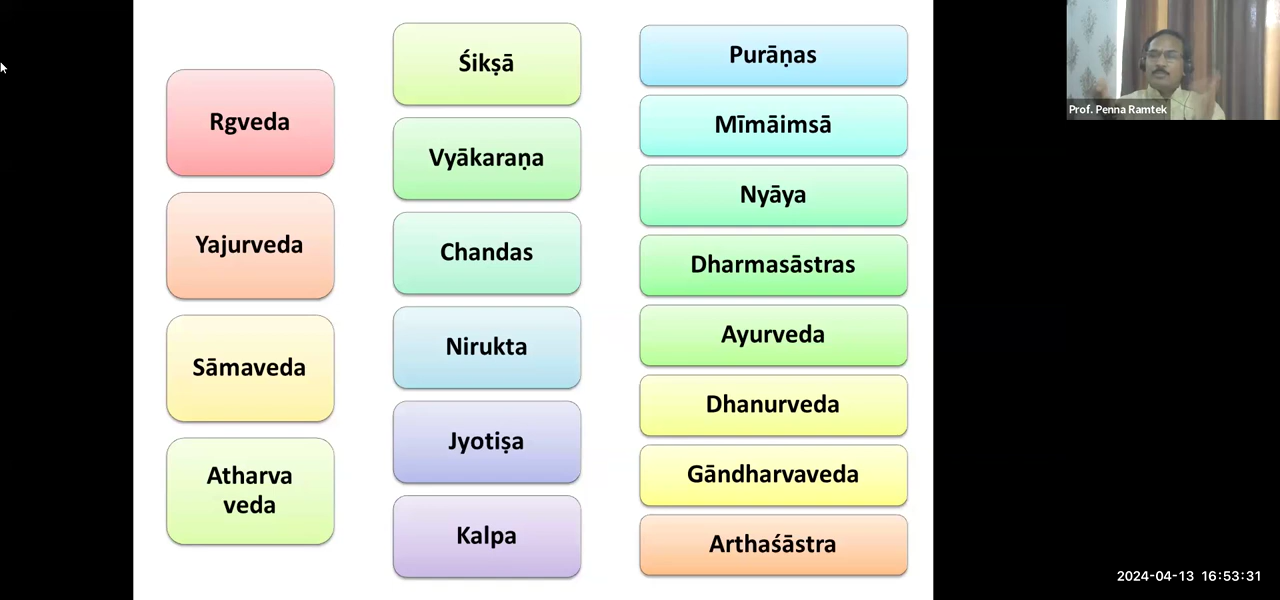 Rgveda
Yajurveda
Sāmaveda
Atharva
veda
Śikṣā
Vyākaraṇa
Chandas
Nirukta
Jyotiṣa
Kalpa
Purāṇas
Mīmāimsā
Nyāya
Dharmasāstras
Ayurveda
Dhanurveda
Gāndharvaveda
Arthaśāstra
Prof. Penna Ramtek
2024-04-13 16:53:31